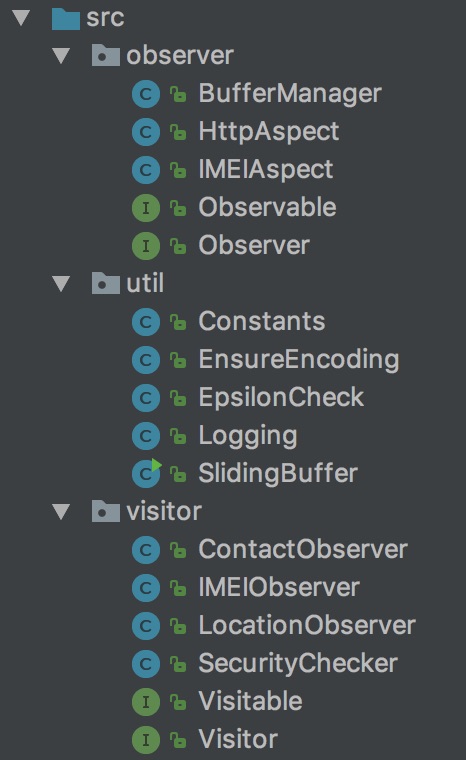 src
observer
C BufferManager
C HttpAspect
C IMEIAspect
I Observable
I Observer
util
C Constants
C EnsureEncoding
C EpsilonCheck
C Logging
C SlidingBuffer
visitor
C ContactObserver
C IMEIObserver
C LocationObserver
C SecurityChecker
I Visitable
I Visitor